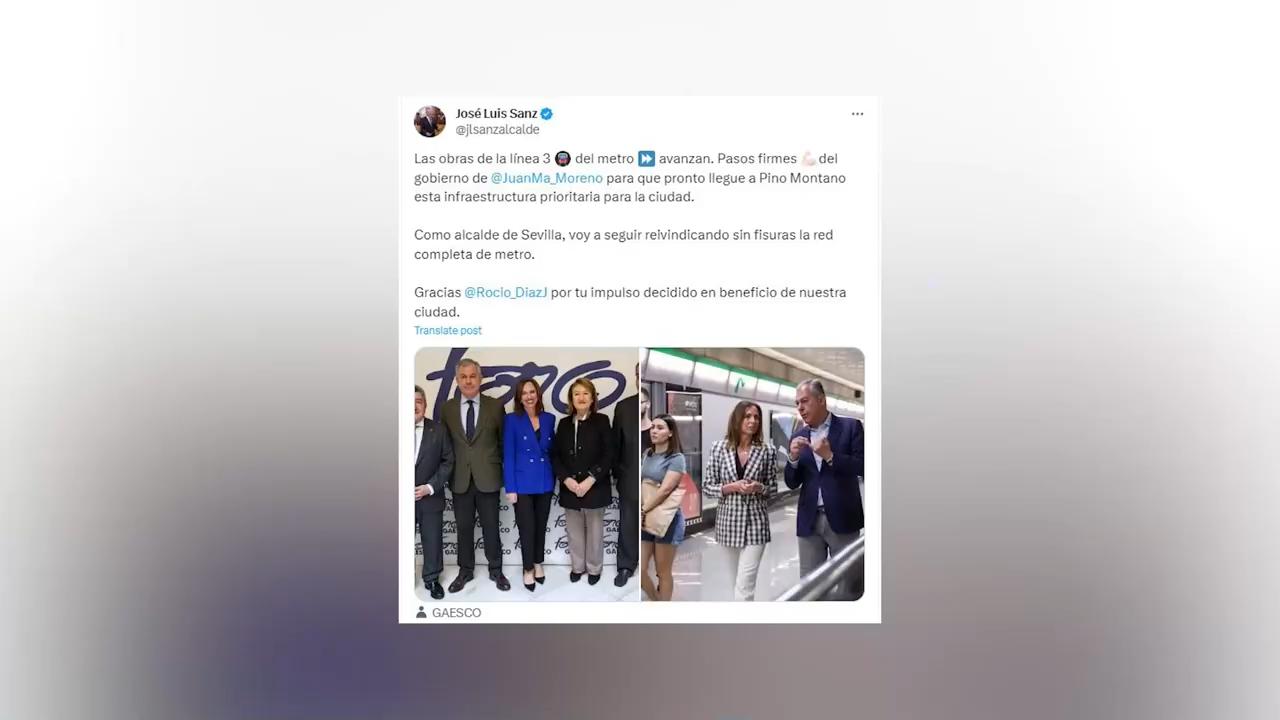 José Luis Sanz
@jlsanzalcalde
Las obras de la línea 3 🚇 del metro ⏩ avanzan. Pasos firmes 💪🏻 del
gobierno de @JuanMa_Moreno para que pronto llegue a Pino Montano
esta infraestructura prioritaria para la ciudad.
Como alcalde de Sevilla, voy a seguir reivindicando sin fisuras la red
completa de metro.
Gracias @Rocio_DiazJ por tu impulso decidido en beneficio de nuestra
ciudad.
Translate post
foro
GAESCO